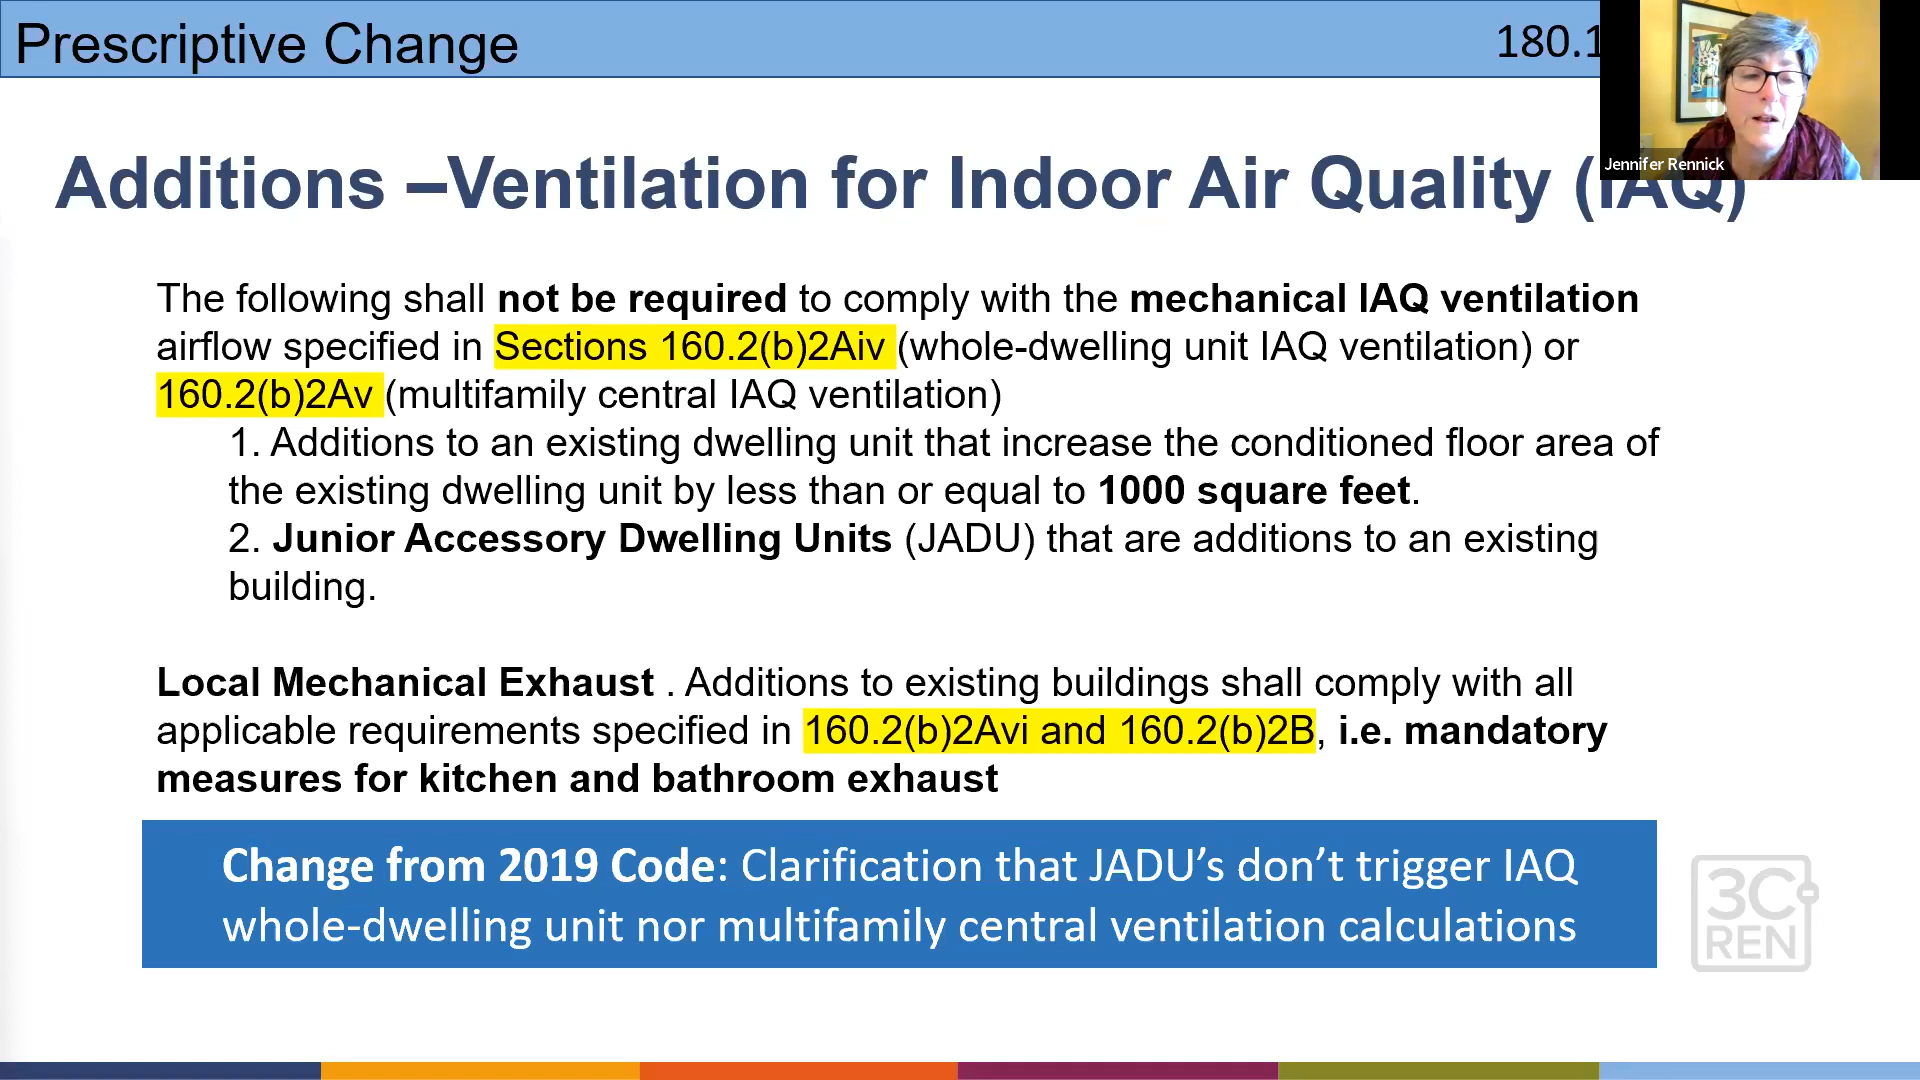 Prescriptive Change
180.1
Jennifer Rennick
Additions –Ventilation for Indoor Air Quality (IAQ)
The following shall not be required to comply with the mechanical IAQ ventilation
airflow specified in Sections 160.2(b)2Aiv (whole-dwelling unit IAQ ventilation) or
160.2(b)2Av (multifamily central IAQ ventilation)
1. Additions to an existing dwelling unit that increase the conditioned floor area of
the existing dwelling unit by less than or equal to 1000 square feet.
2. Junior Accessory Dwelling Units (JADU) that are additions to an existing
building.
Local Mechanical Exhaust . Additions to existing buildings shall comply with all
applicable requirements specified in 160.2(b)2Avi and 160.2(b)2B, i.e. mandatory
measures for kitchen and bathroom exhaust
Change from 2019 Code: Clarification that JADU’s don’t trigger IAQ
whole-dwelling unit nor multifamily central ventilation calculations
3C
REN